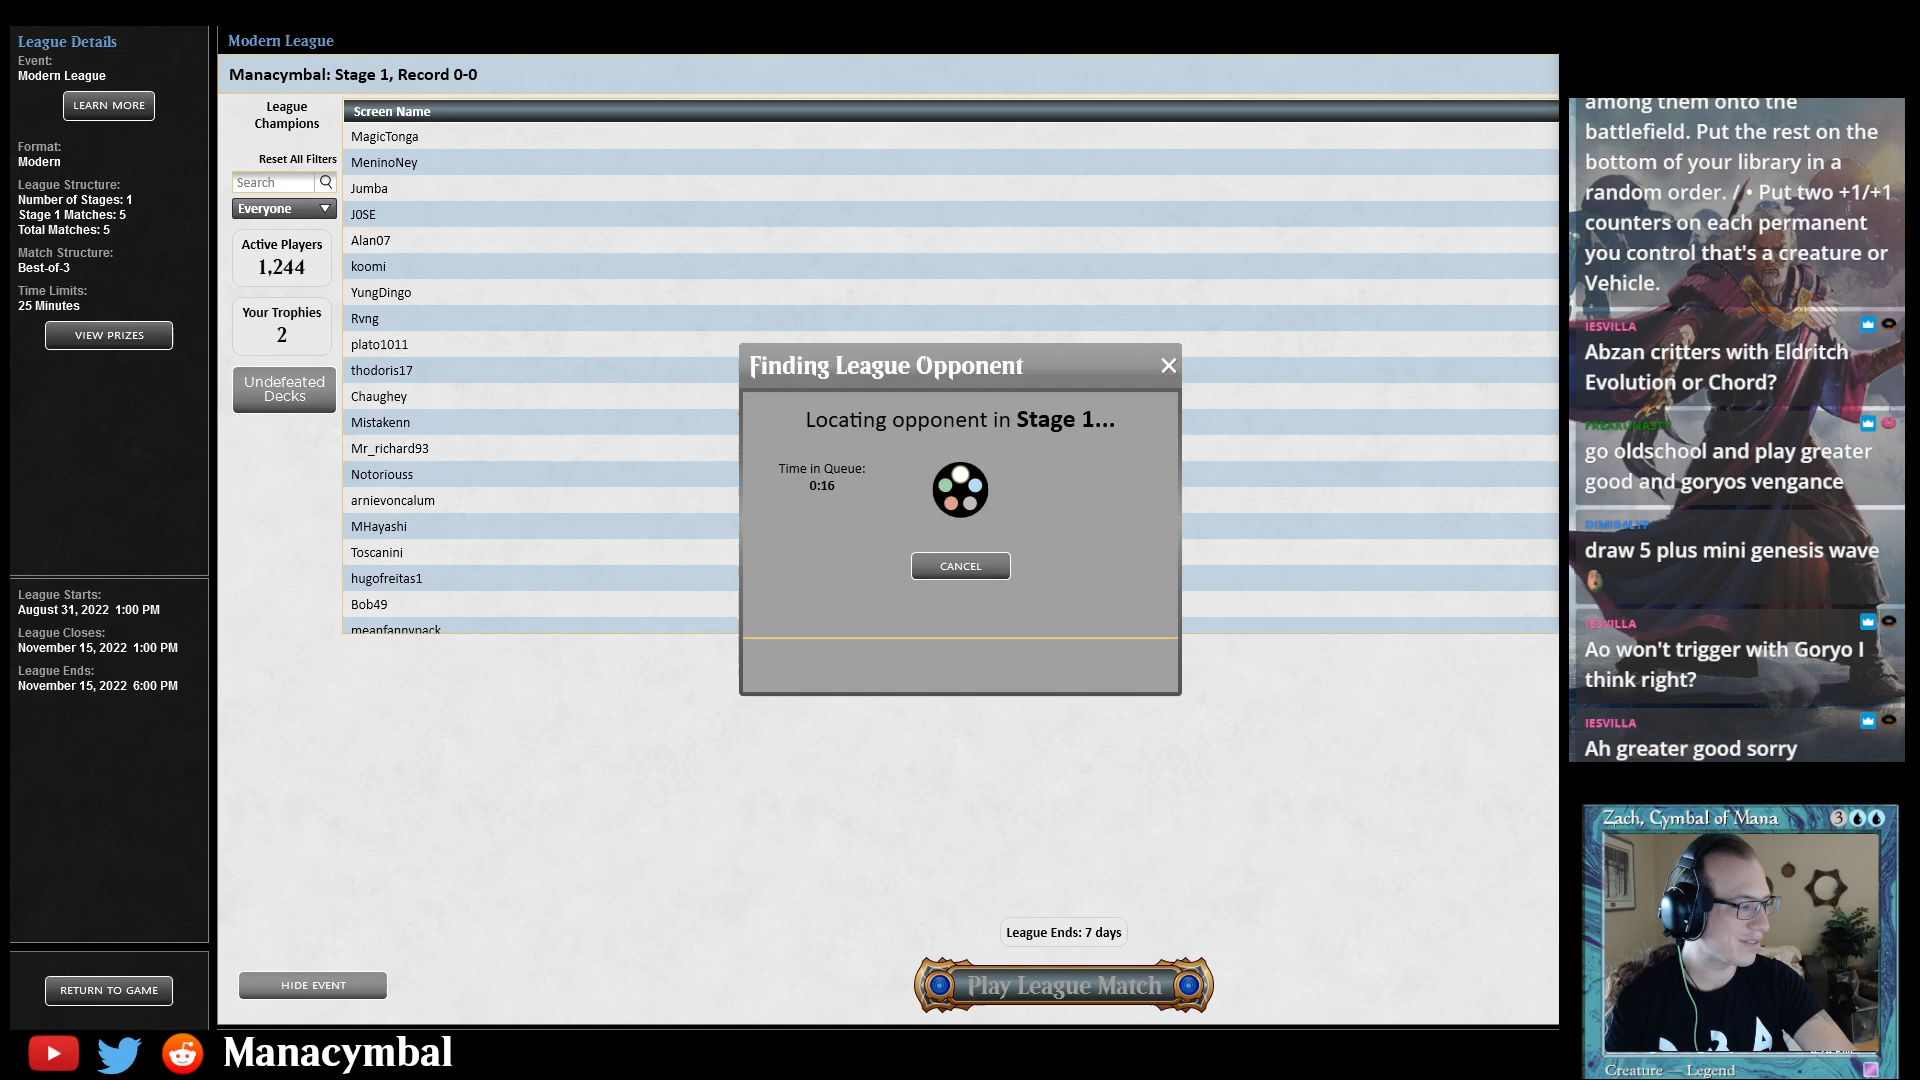 League Details
Event:
Modern League
LEARN MORE
Format:
Modern
League Structure:
Number of Stages: 1
Stage 1 Matches: 5
Total Matches: 5
Match Structure:
Best-of-3
Time Limits:
25 Minutes
VIEW PRIZES
League Starts:
August 31, 2022 1:00 PM
League Closes:
November 15, 2022 1:00 PM
League Ends:
November 15, 2022 6:00 PM
RETURN TO GAME
Modern League
Manacymbal: Stage 1, Record 0-0
League
Champions
Reset All Filters
Search
Everyone
Active Players
1,244
Your Trophies
2
Undefeated
Decks
Screen Name
MagicTonga
MeninoNey
Jumba
J0SE
Alan07
koomi
YungDingo
Rvng
plato1011
thodoris17
Chaughey
Mistakenn
Mr_richard93
Notoriouss
arnievoncalum
MHayashi
Toscanini
hugofreitas1
Bob49
meanfannypack
Finding League Opponent
Locating opponent in Stage 1...
Time in Queue:
0:16
CANCEL
League Ends: 7 days
HIDE EVENT
Play League Match
among them onto the
battlefield. Put the rest on the
bottom of your library in a
random order. / • Put two +1/+1
counters on each permanent
you control that's a creature or
Vehicle.
IESVILLA
Abzan critters with Eldritch
Evolution or Chord?
go oldschool and play greater
good and goryos vengance
draw 5 plus mini genesis wave
IESVILLA
Ao won't trigger with Goryo I
think right?
IESVILLA
Ah greater good sorry
Zach, Cymbal of Mana 3
Creature — Legend
Manacymbal